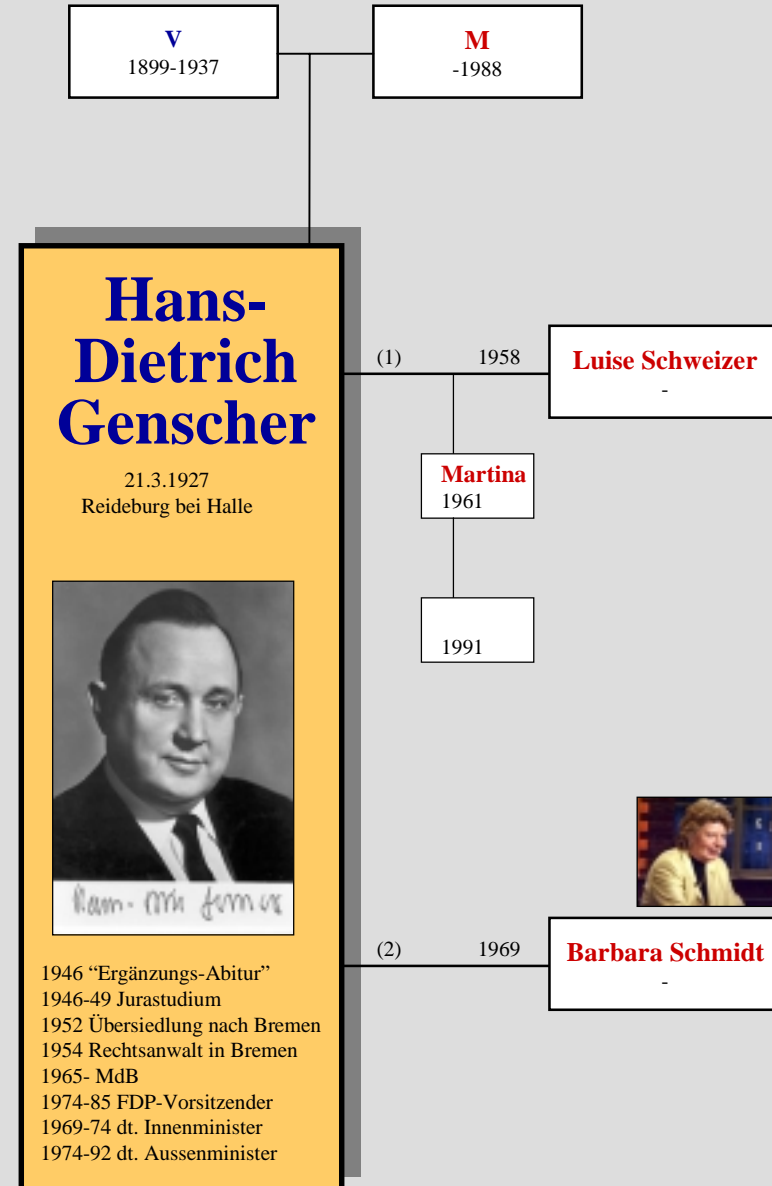 V
1899-1937
M
-1988
Hans-
Dietrich
Genscher
21.3.1927
Reideburg bei Halle
(1) 1958
Luise Schweizer
-
Martina
1961
1991
1946 “Ergänzungs-Abitur”
1946-49 Jurastudium
1952 Übersiedlung nach Bremen
1954 Rechtsanwalt in Bremen
1965- MdB
1974-85 FDP-Vorsitzender
1969-74 dt. Innenminister
1974-92 dt. Aussenminister
(2) 1969
Barbara Schmidt
-